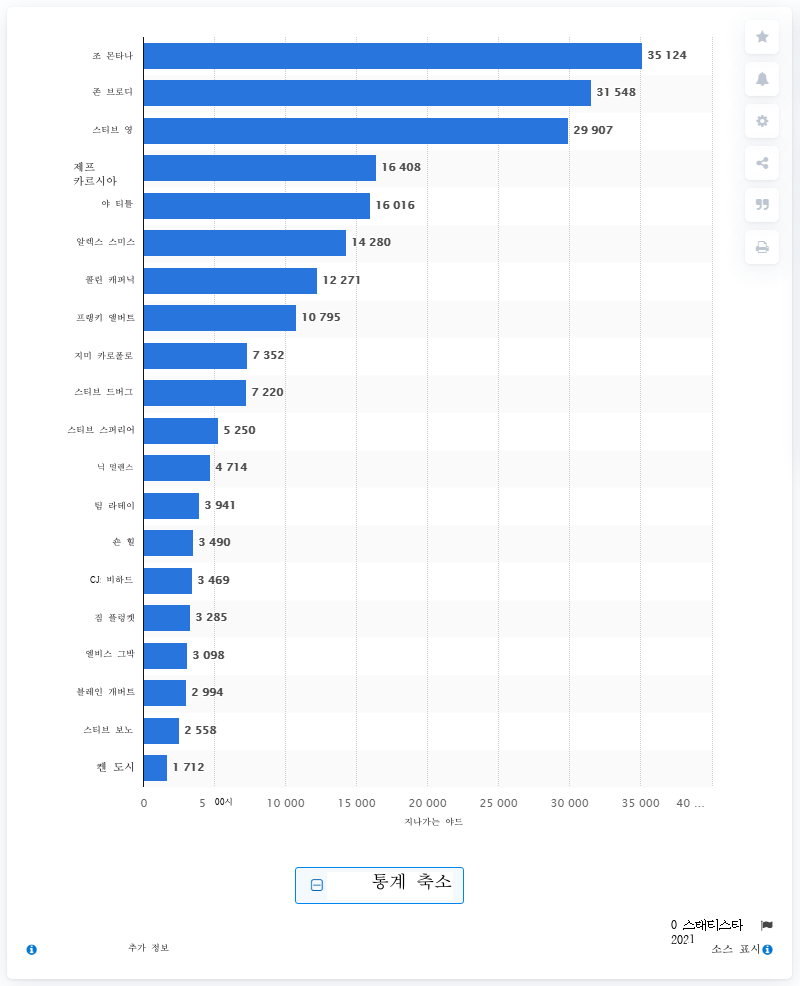 조 몬타나
35 124
존 브로디
31 548
스티브 영
29 907
제프
카르시아
16 408
야 티틀
16 016
알렉스 스미스
14 280
콜린 캐퍼닉
12 271
프랭키 앨버트
10 795
지미 카로폴로
7 352
스티브 드버그
7 220
스티브 스퍼리어
5 250
닉 멀렌스
4 714
팀 라테이
3 941
숀 힐
3 490
CJ. 비하드
3 469
짐 플렁켓
3 285
엘비스 그박
3 098
블레인 개버트
2 994
스티브 보노
2 558
켄 도시
1 712
0 5 00시 10 000 15 000 20 000 25 000 30 000 35 000 40 ...
지나가는 야드
통계 축소
0 스태티스타
2021
추가 정보
소스 표시